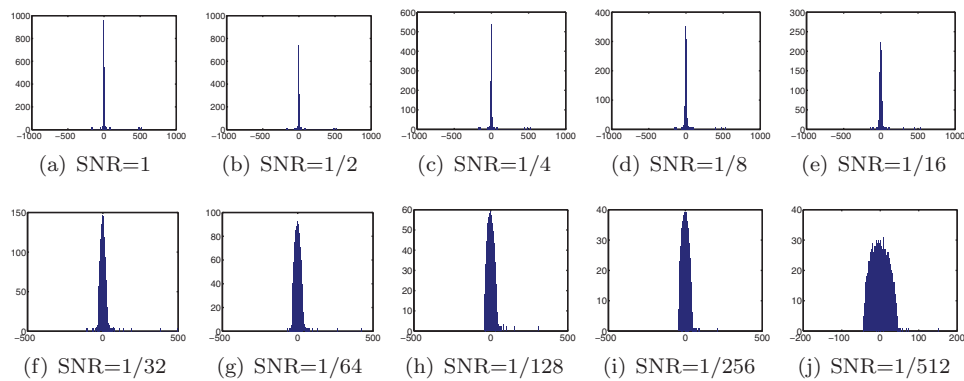 1000
800
600
400
200
0
−1000 −500 0 500 1000
(a) SNR=1
1000
800
600
400
200
0
−1000 −500 0 500 1000
(b) SNR=1/2
600
500
400
300
200
100
0
−1000 −500 0 500 1000
(c) SNR=1/4
400
300
200
100
0
−1000 −500 0 500 1000
(d) SNR=1/8
300
250
200
150
100
50
0
−1000 −500 0 500 1000
(e) SNR=1/16
150
100
50
0
−500 0 500
(f) SNR=1/32
100
80
60
40
20
0
−500 0 500
(g) SNR=1/64
60
50
40
30
20
10
0
−500 0 500
(h) SNR=1/128
40
30
20
10
0
−500 0 500
(i) SNR=1/256
40
30
20
10
0
−200 −100 0 100 200
(j) SNR=1/512